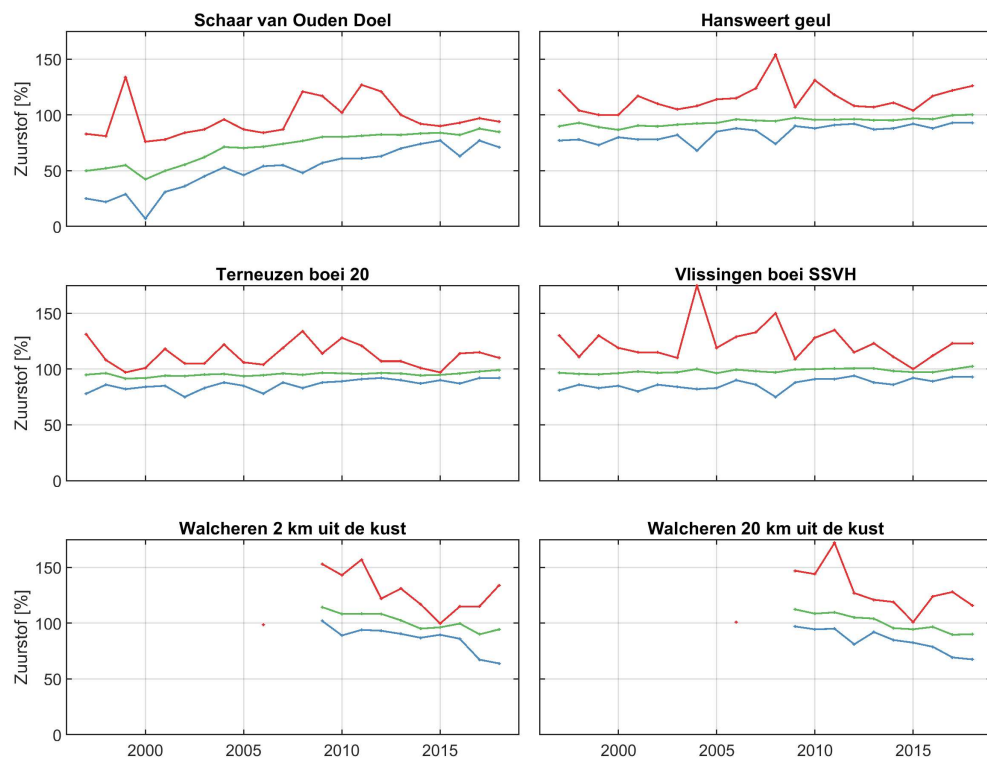 Schaar van Ouden Doel
Hansweert geul
Zuurstof [%]
150
100
50
0
Terneuzen boei 20
Vlissingen boei SSVH
Zuurstof [%]
150
100
50
0
Walcheren 2 km uit de kust
Walcheren 20 km uit de kust
Zuurstof [%]
150
100
50
0
2000 2005 2010 2015
2000 2005 2010 2015